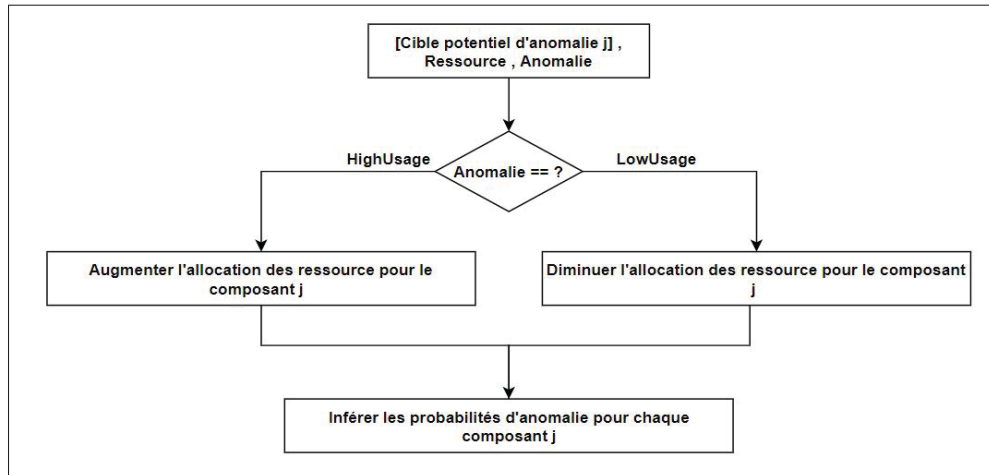 [Cible potentiel d'anomalie j] ,
Ressource , Anomalie
HighUsage
LowUsage
Anomalie == ?
Augmenter l'allocation des ressource pour le
composant j
Diminuer l'allocation des ressource pour le composant
j
Inférer les probabilités d'anomalie pour chaque
composant j